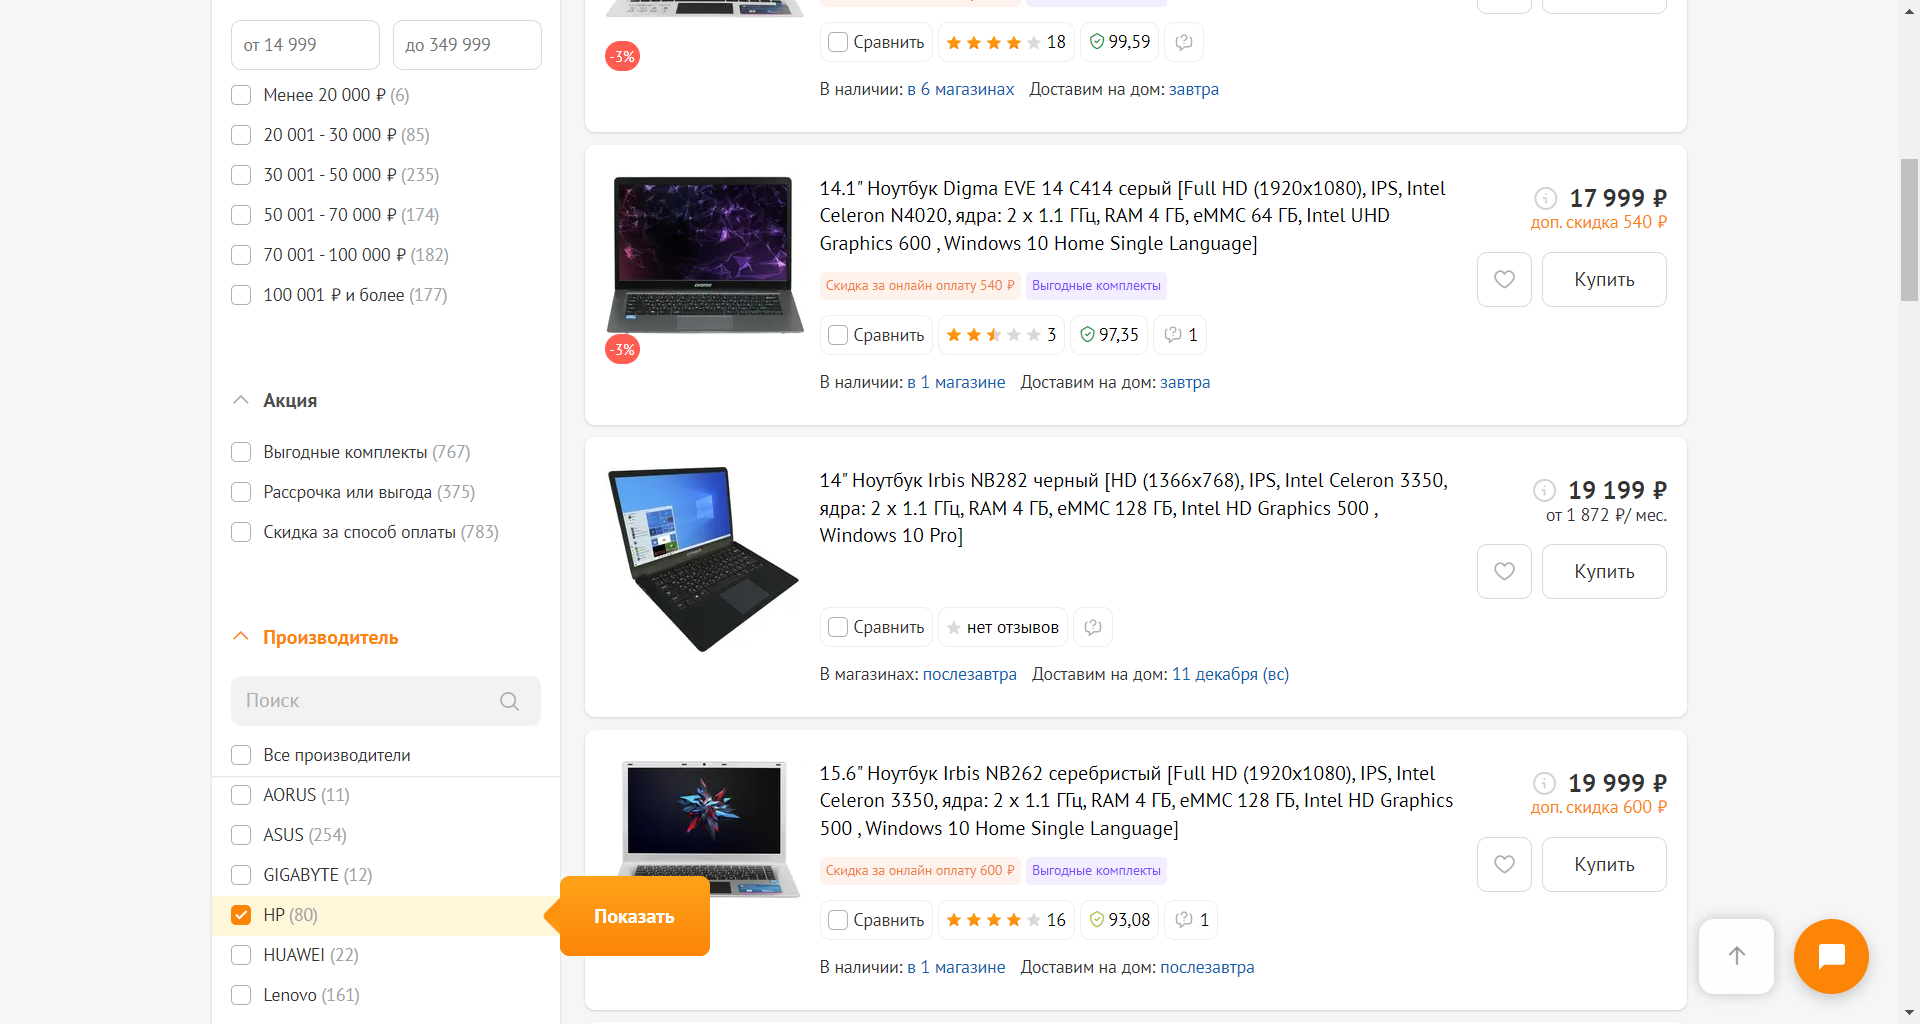 от 14 999
до 349 999
Менее 20 000 ₽ (6)
20 001 - 30 000 ₽ (85)
30 001 - 50 000 ₽ (235)
50 001 - 70 000 ₽ (174)
70 001 - 100 000 ₽ (182)
100 001 ₽ и более (177)
Акция
Выгодные комплекты (767)
Рассрочка или выгода (375)
Скидка за способ оплаты (783)
Производитель
Поиск
Все производители
AORUS (11)
ASUS (254)
GIGABYTE (12)
HP (80)
HUAWEI (22)
Lenovo (161)
Показать
-3%
Сравнить
18
99,59
В наличии: в 6 магазинах Доставим на дом: завтра
14.1" Ноутбук Digma EVE 14 C414 серый [Full HD (1920x1080), IPS, Intel
Celeron N4020, ядра: 2 х 1.1 ГГц, RAM 4 ГБ, eMMC 64 ГБ, Intel UHD
Graphics 600 , Windows 10 Home Single Language]
Скидка за онлайн оплату 540 ₽
Выгодные комплекты
-3%
Сравнить
3
97,35
1
В наличии: в 1 магазине Доставим на дом: завтра
17 999 ₽
доп. скидка 540 ₽
Купить
14" Ноутбук Irbis NB282 черный [HD (1366x768), IPS, Intel Celeron 3350,
ядра: 2 х 1.1 ГГц, RAM 4 ГБ, eMMC 128 ГБ, Intel HD Graphics 500 ,
Windows 10 Pro]
Сравнить
нет отзывов
В магазинах: послезавтра Доставим на дом: 11 декабря (вс)
19 199 ₽
от 1 872 ₽/ мес.
Купить
15.6" Ноутбук Irbis NB262 серебристый [Full HD (1920x1080), IPS, Intel
Celeron 3350, ядра: 2 х 1.1 ГГц, RAM 4 ГБ, eMMC 128 ГБ, Intel HD Graphics
500 , Windows 10 Home Single Language]
Скидка за онлайн оплату 600 ₽
Выгодные комплекты
Сравнить
16
93,08
1
В наличии: в 1 магазине Доставим на дом: послезавтра
19 999 ₽
доп. скидка 600 ₽
Купить